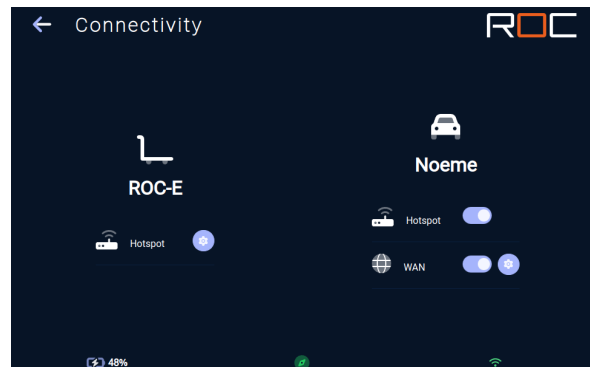 Connectivity
ROC
ROC-E
Hotspot
Noeme
Hotspot
WAN
48%